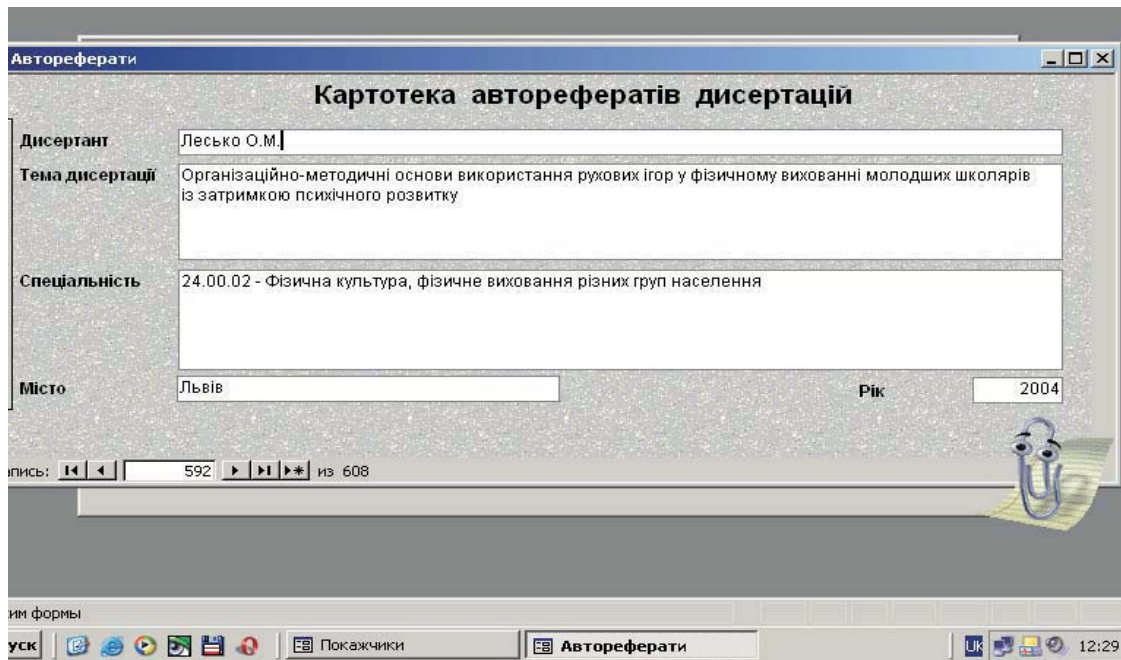 Автореферати
Картотека авторефератів дисертацій
Дисертант Лесько О.М.
Тема дисертації Організаційно-методичні основи використання рухових ігор у фізичному вихованні молодших школярів
із затримкою психічного розвитку
Спеціальність 24.00.02 - Фізична культура, фізичне виховання різних груп населення
Місто Львів Рік 2004
апись: 592 из 608
им формы
уск Покажчики Автореферати UK 12:29